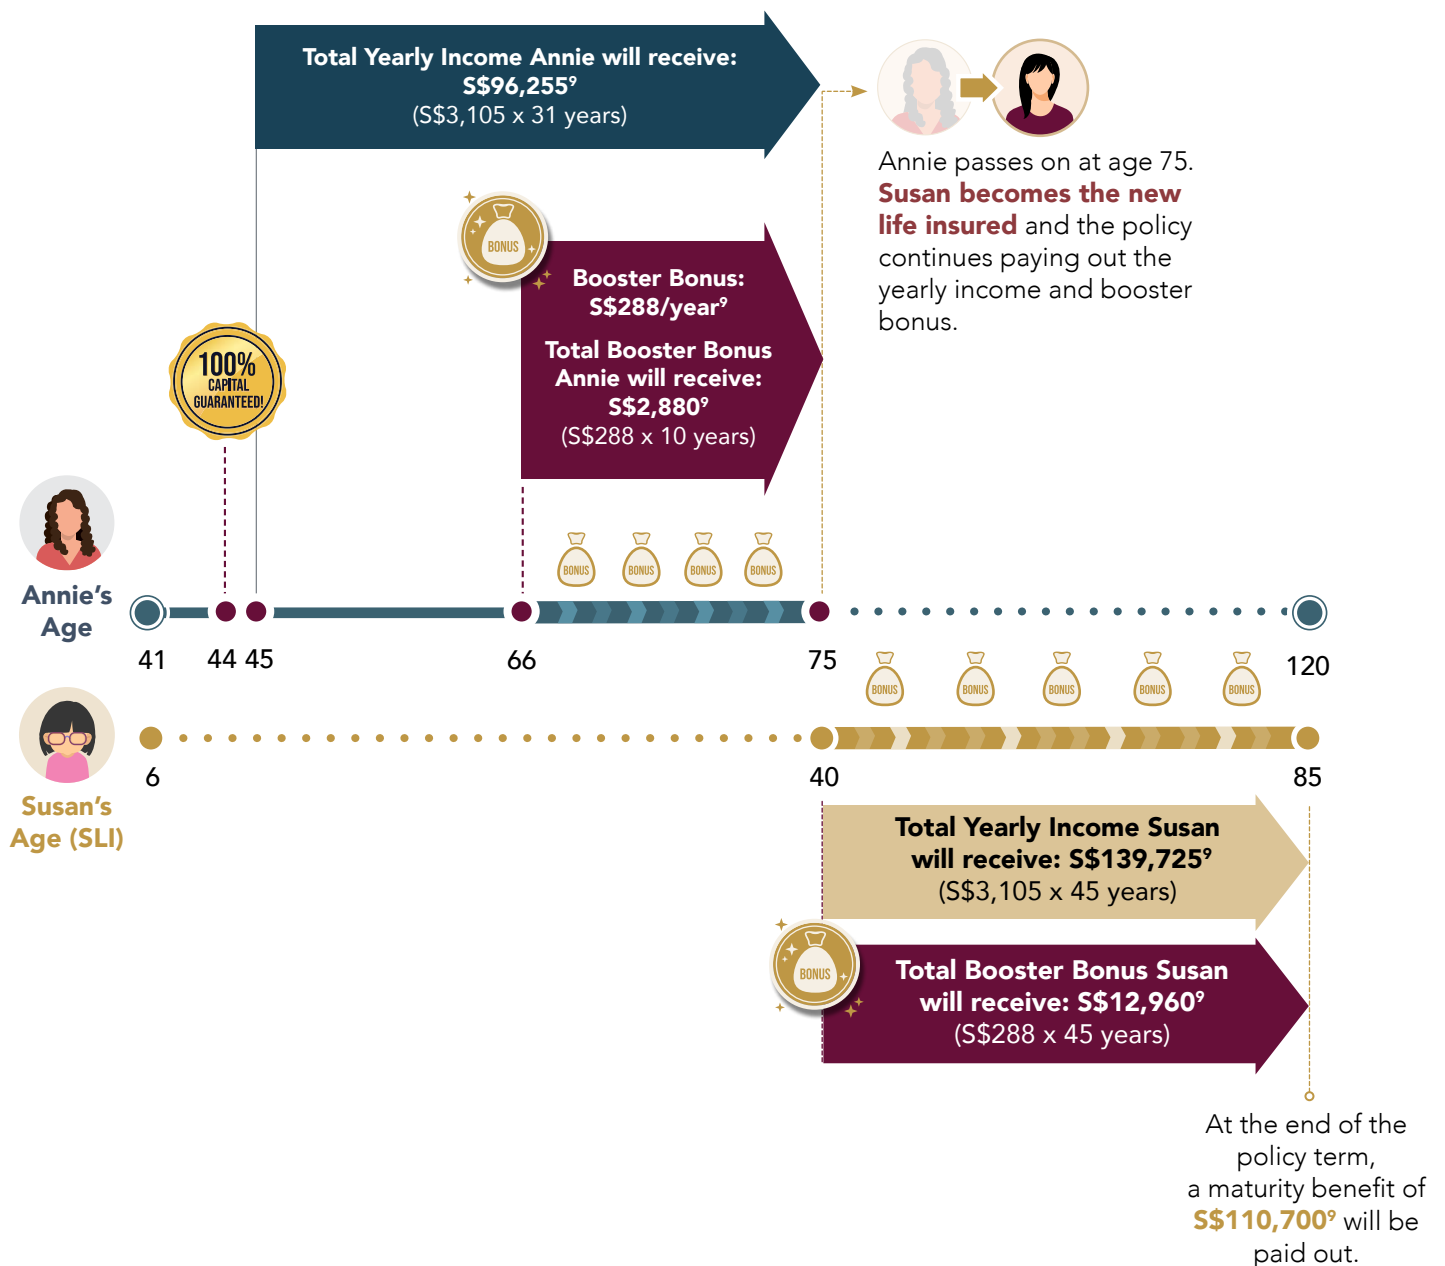 Total Yearly Income Annie will receive:
S$96,255⁹
(S$3,105 x 31 years)
Annie passes on at age 75.
Susan becomes the new
life insured and the policy
continues paying out the
yearly income and booster
bonus.
BONUS
Booster Bonus:
S$288/year⁹
Total Booster Bonus
Annie will receive:
S$2,880⁹
(S$288 x 10 years)
100%
CAPITAL
GUARANTEED!
BONUS
BONUS
BONUS
BONUS
Annie's
Age
41
44
45
66
75
120
BONUS
BONUS
BONUS
BONUS
BONUS
Susan's
Age (SLI)
6
40
85
Total Yearly Income Susan
will receive: S$139,725⁹
(S$3,105 x 45 years)
BONUS
Total Booster Bonus Susan
will receive: S$12,960⁹
(S$288 x 45 years)
At the end of the
policy term,
a maturity benefit of
S$110,700⁹ will be
paid out.